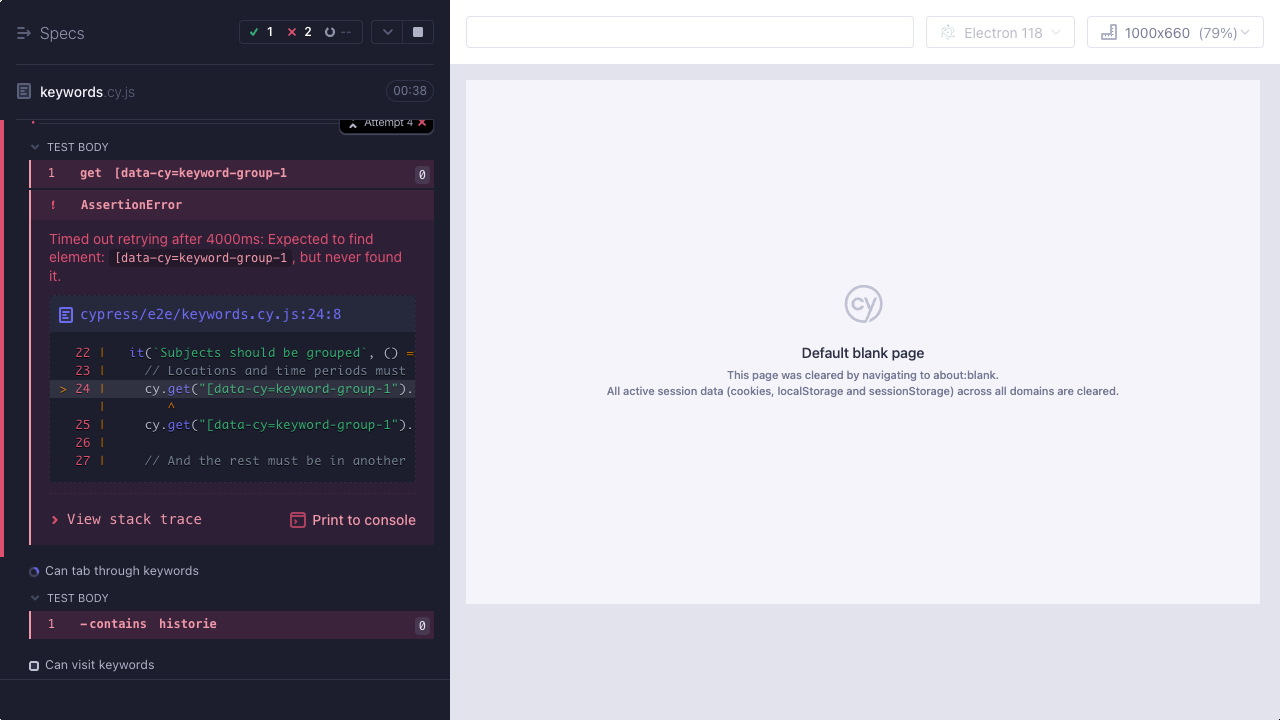 Specs
1 2 --
keywords.cy.js 00:38
Attempt 4
TEST BODY
1 get [data-cy=keyword-group-1 0
! AssertionError
Timed out retrying after 4000ms: Expected to find
element: [data-cy=keyword-group-1 , but never found
it.
cypress/e2e/keywords.cy.js:24:8
22 | it(`Subjects should be grouped`, () =
23 | // Locations and time periods must
> 24 | cy.get("[data-cy=keyword-group-1").
| ^
25 | cy.get("[data-cy=keyword-group-1").
26 |
27 | // And the rest must be in another
View stack trace Print to console
Can tab through keywords
TEST BODY
1 -contains historie 0
Can visit keywords
Electron 118 1000x660 (79%)
cy
Default blank page
This page was cleared by navigating to about:blank.
All active session data (cookies, localStorage and sessionStorage) across all domains are cleared.